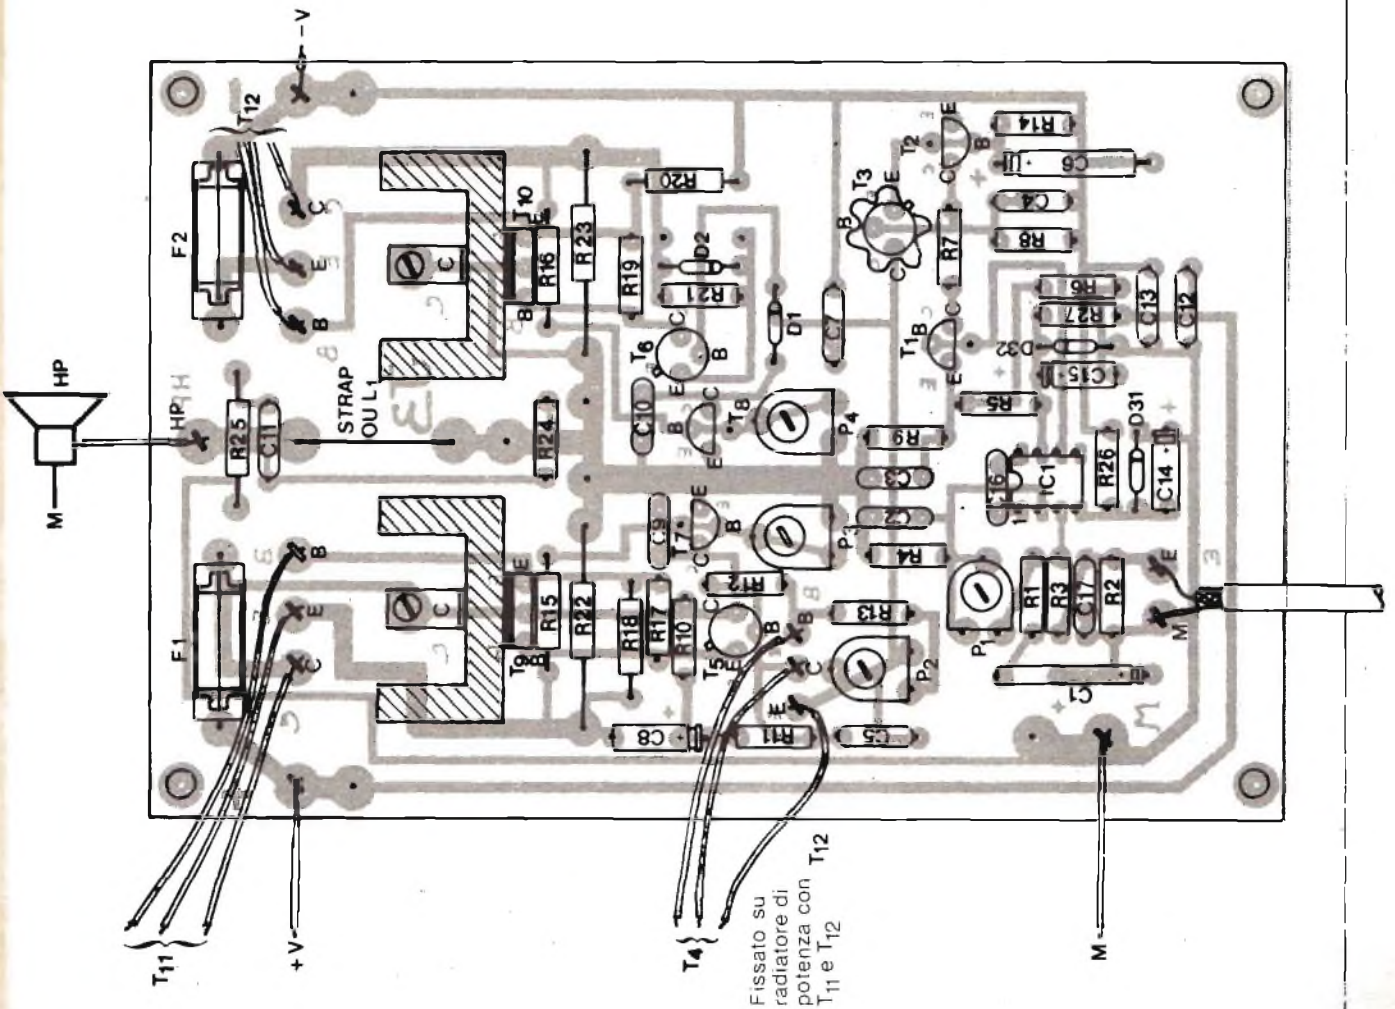 -V
T12
F2
C
E
B
HP
HP
M
R25
C11
STRAP
OU L1
F1
B
E
C
T11
+V
C
T10
E
B
R16
R23
R24
C
T9
E
B
R15
R22
R20
R19
D2
R21
T6
C
B
E
D1
C7
C10
B
C
E
T8
P4
C9
T7
E
B
C
P3
R18
R17
R10
R12
T5
C
B
E
C8
+
R11
C5
B
C
E
R13
P2
T4
T12
Fissato su
radiatore di
potenza con
T11 e T12
T2
E
B
C
R14
C6
+
T3
B
E
C
R7
C4
R8
T1
B
C
E
R6
R27
D32
C15
+
C13
C12
R5
R9
C3
C2
R4
C16
IC1
1
R26
D31
C14
+
P1
R1
R3
C17
R2
C1
+
E
M
M